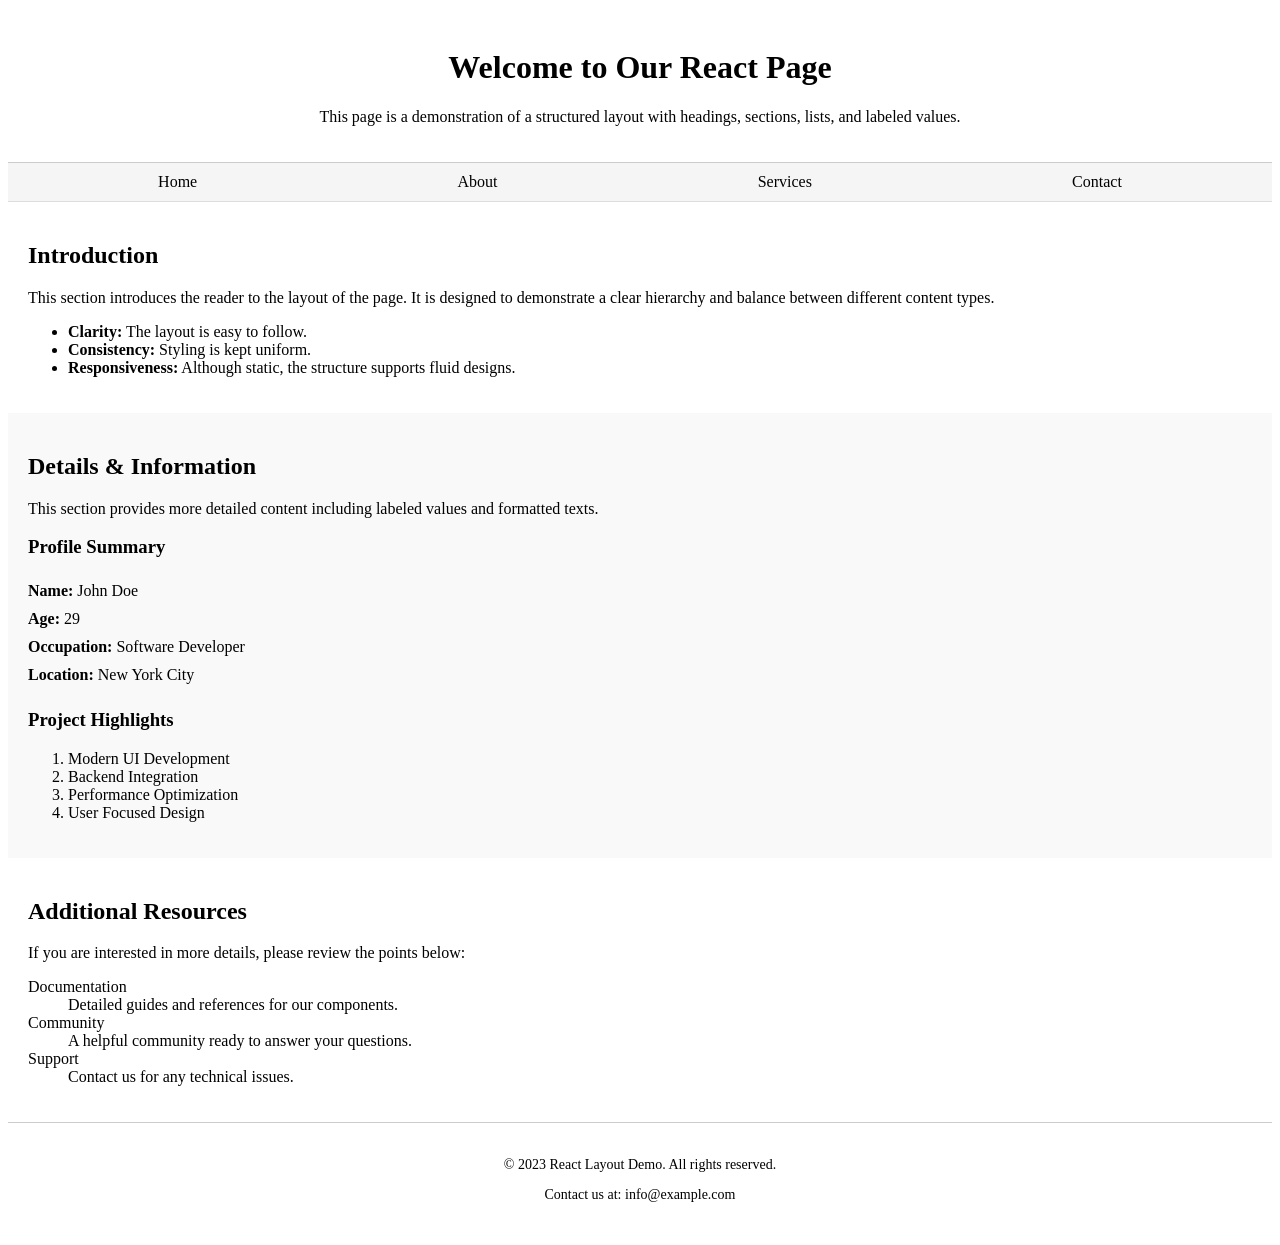 Welcome to Our React Page
This page is a demonstration of a structured layout with headings, sections, lists, and labeled values.
Home About Services Contact
Introduction
This section introduces the reader to the layout of the page. It is designed to demonstrate a clear hierarchy and balance between different content types.
• Clarity: The layout is easy to follow.
• Consistency: Styling is kept uniform.
• Responsiveness: Although static, the structure supports fluid designs.
Details & Information
This section provides more detailed content including labeled values and formatted texts.
Profile Summary
Name: John Doe
Age: 29
Occupation: Software Developer
Location: New York City
Project Highlights
1. Modern UI Development
2. Backend Integration
3. Performance Optimization
4. User Focused Design
Additional Resources
If you are interested in more details, please review the points below:
Documentation
Detailed guides and references for our components.
Community
A helpful community ready to answer your questions.
Support
Contact us for any technical issues.
© 2023 React Layout Demo. All rights reserved.
Contact us at: info@example.com